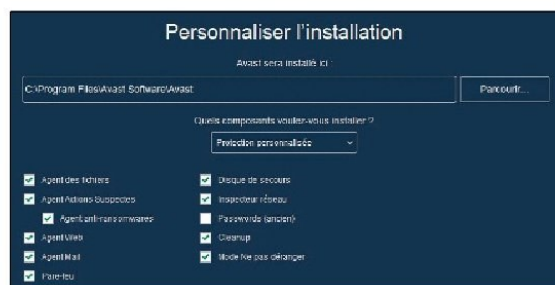 Personnaliser l'installation
Avast sera installé ici :
C:\Program Files\Avast Software\Avast
Parcourir...
Quels composants voulez-vous installer ?
Protection personnalisée
Agent des fichiers
Agent Actions Suspectes
Agent anti-ransomwares
Agent Web
Agent Mail
Pare-feu
Disque de secours
Inspecteur réseau
Passwords (ancien)
Cleanup
Mode Ne pas déranger